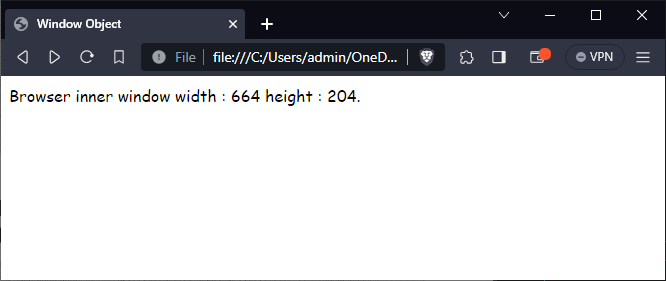 Window Object
File
file:///C:/Users/admin/OneD...
VPN
Browser inner window width : 664 height : 204.